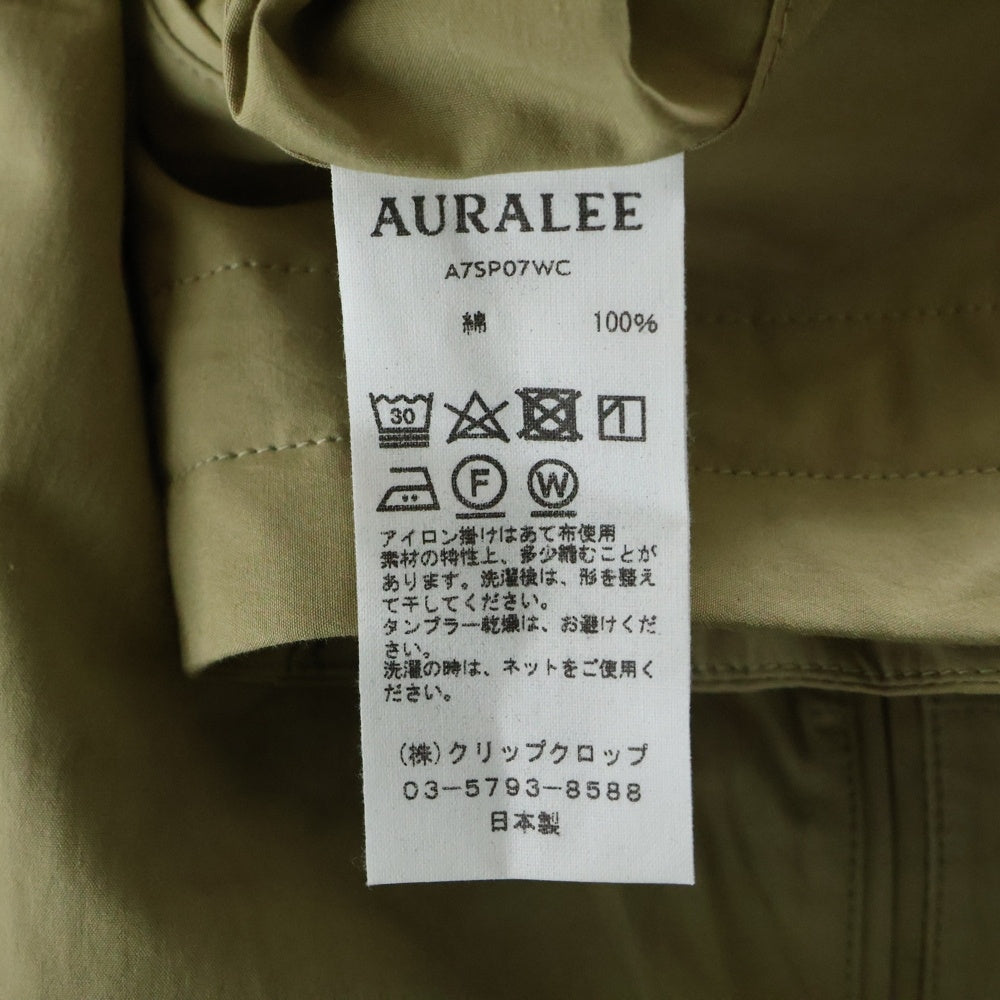 AURALEE
A7SP07WC
綿 100%
30
F W
アイロン掛けはあて布使用
素材の特性上、多少縮むことが
あります。洗濯後は、形を整え
て干してください。
タンブラー乾燥は、お避けくだ
さい。
洗濯の時は、ネットをご使用く
ださい。
(株)クリップクロップ
03-5793-8588
日本製